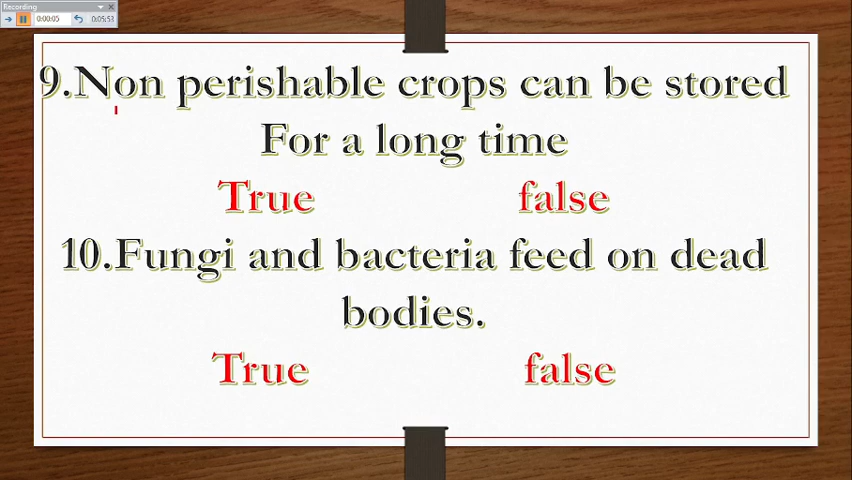 Recording
0:00:05
0:05:53
9.Non perishable crops can be stored
For a long time
True false
10.Fungi and bacteria feed on dead
bodies.
True false